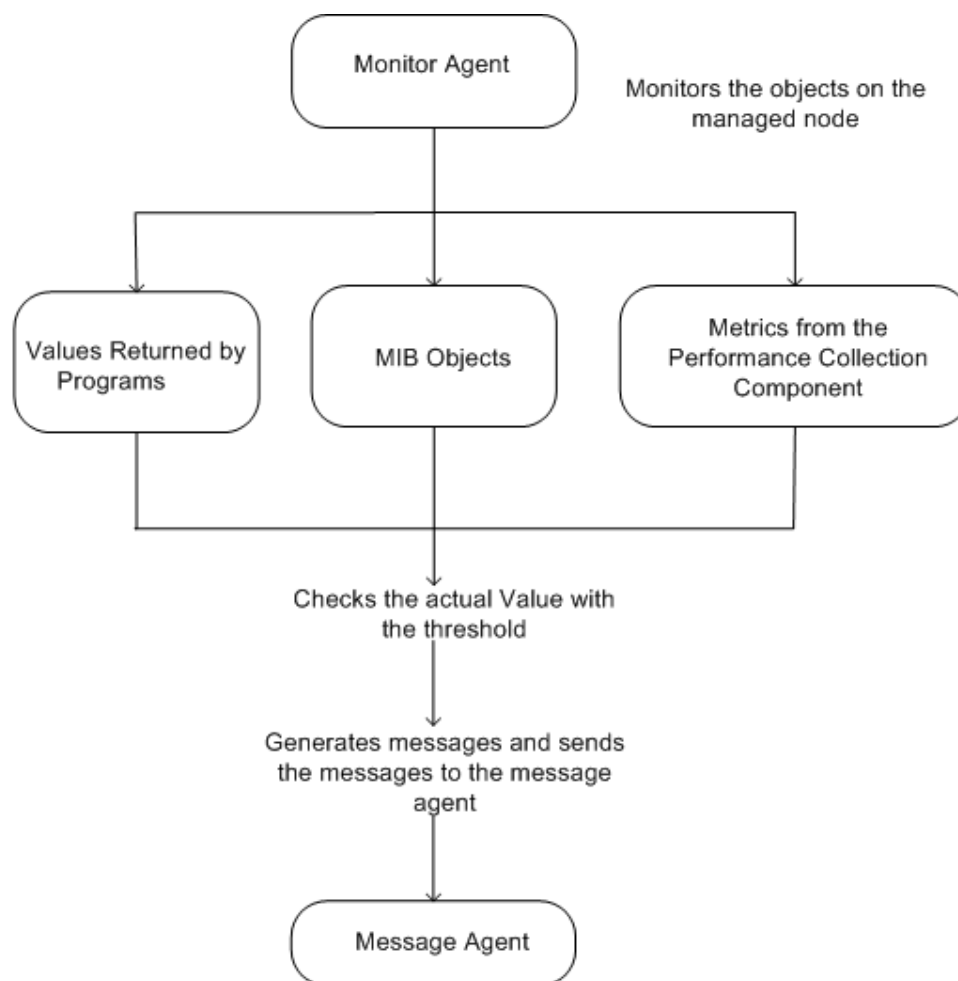 Monitor Agent
Monitors the objects on the
managed node
Values Returned by
Programs
MIB Objects
Metrics from the
Performance Collection
Component
Checks the actual Value with
the threshold
Generates messages and sends
the messages to the message
agent
Message Agent